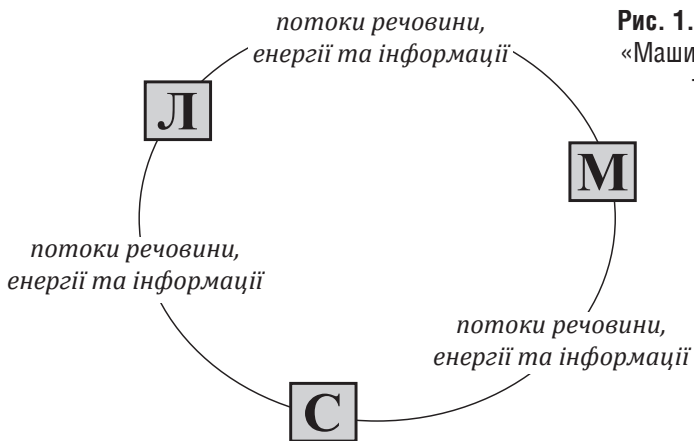 потоки речовини,
енергії та інформації
Рис. 1.
«Маши
Л
М
потоки речовини,
енергії та інформації
потоки речовини,
енергії та інформації
С